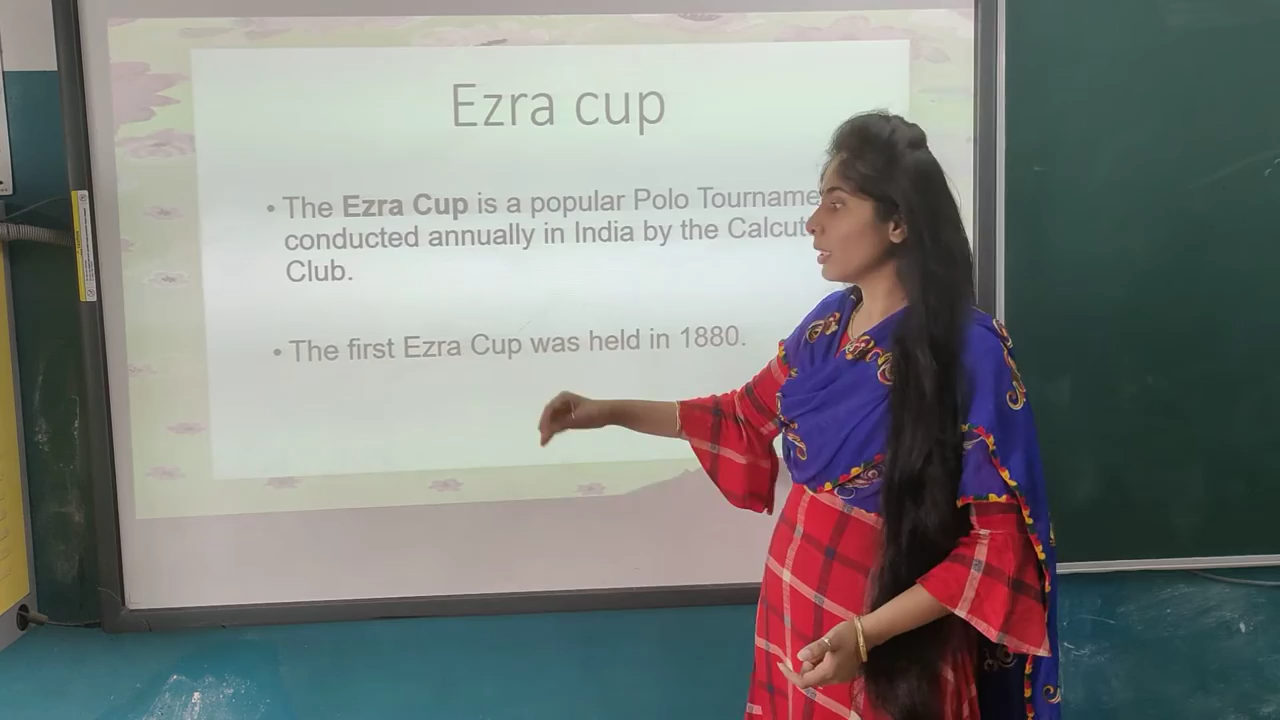 Ezra cup
• The Ezra Cup is a popular Polo
conducted annually in India by the
Club.
• The first Ezra Cup was held in 1880.